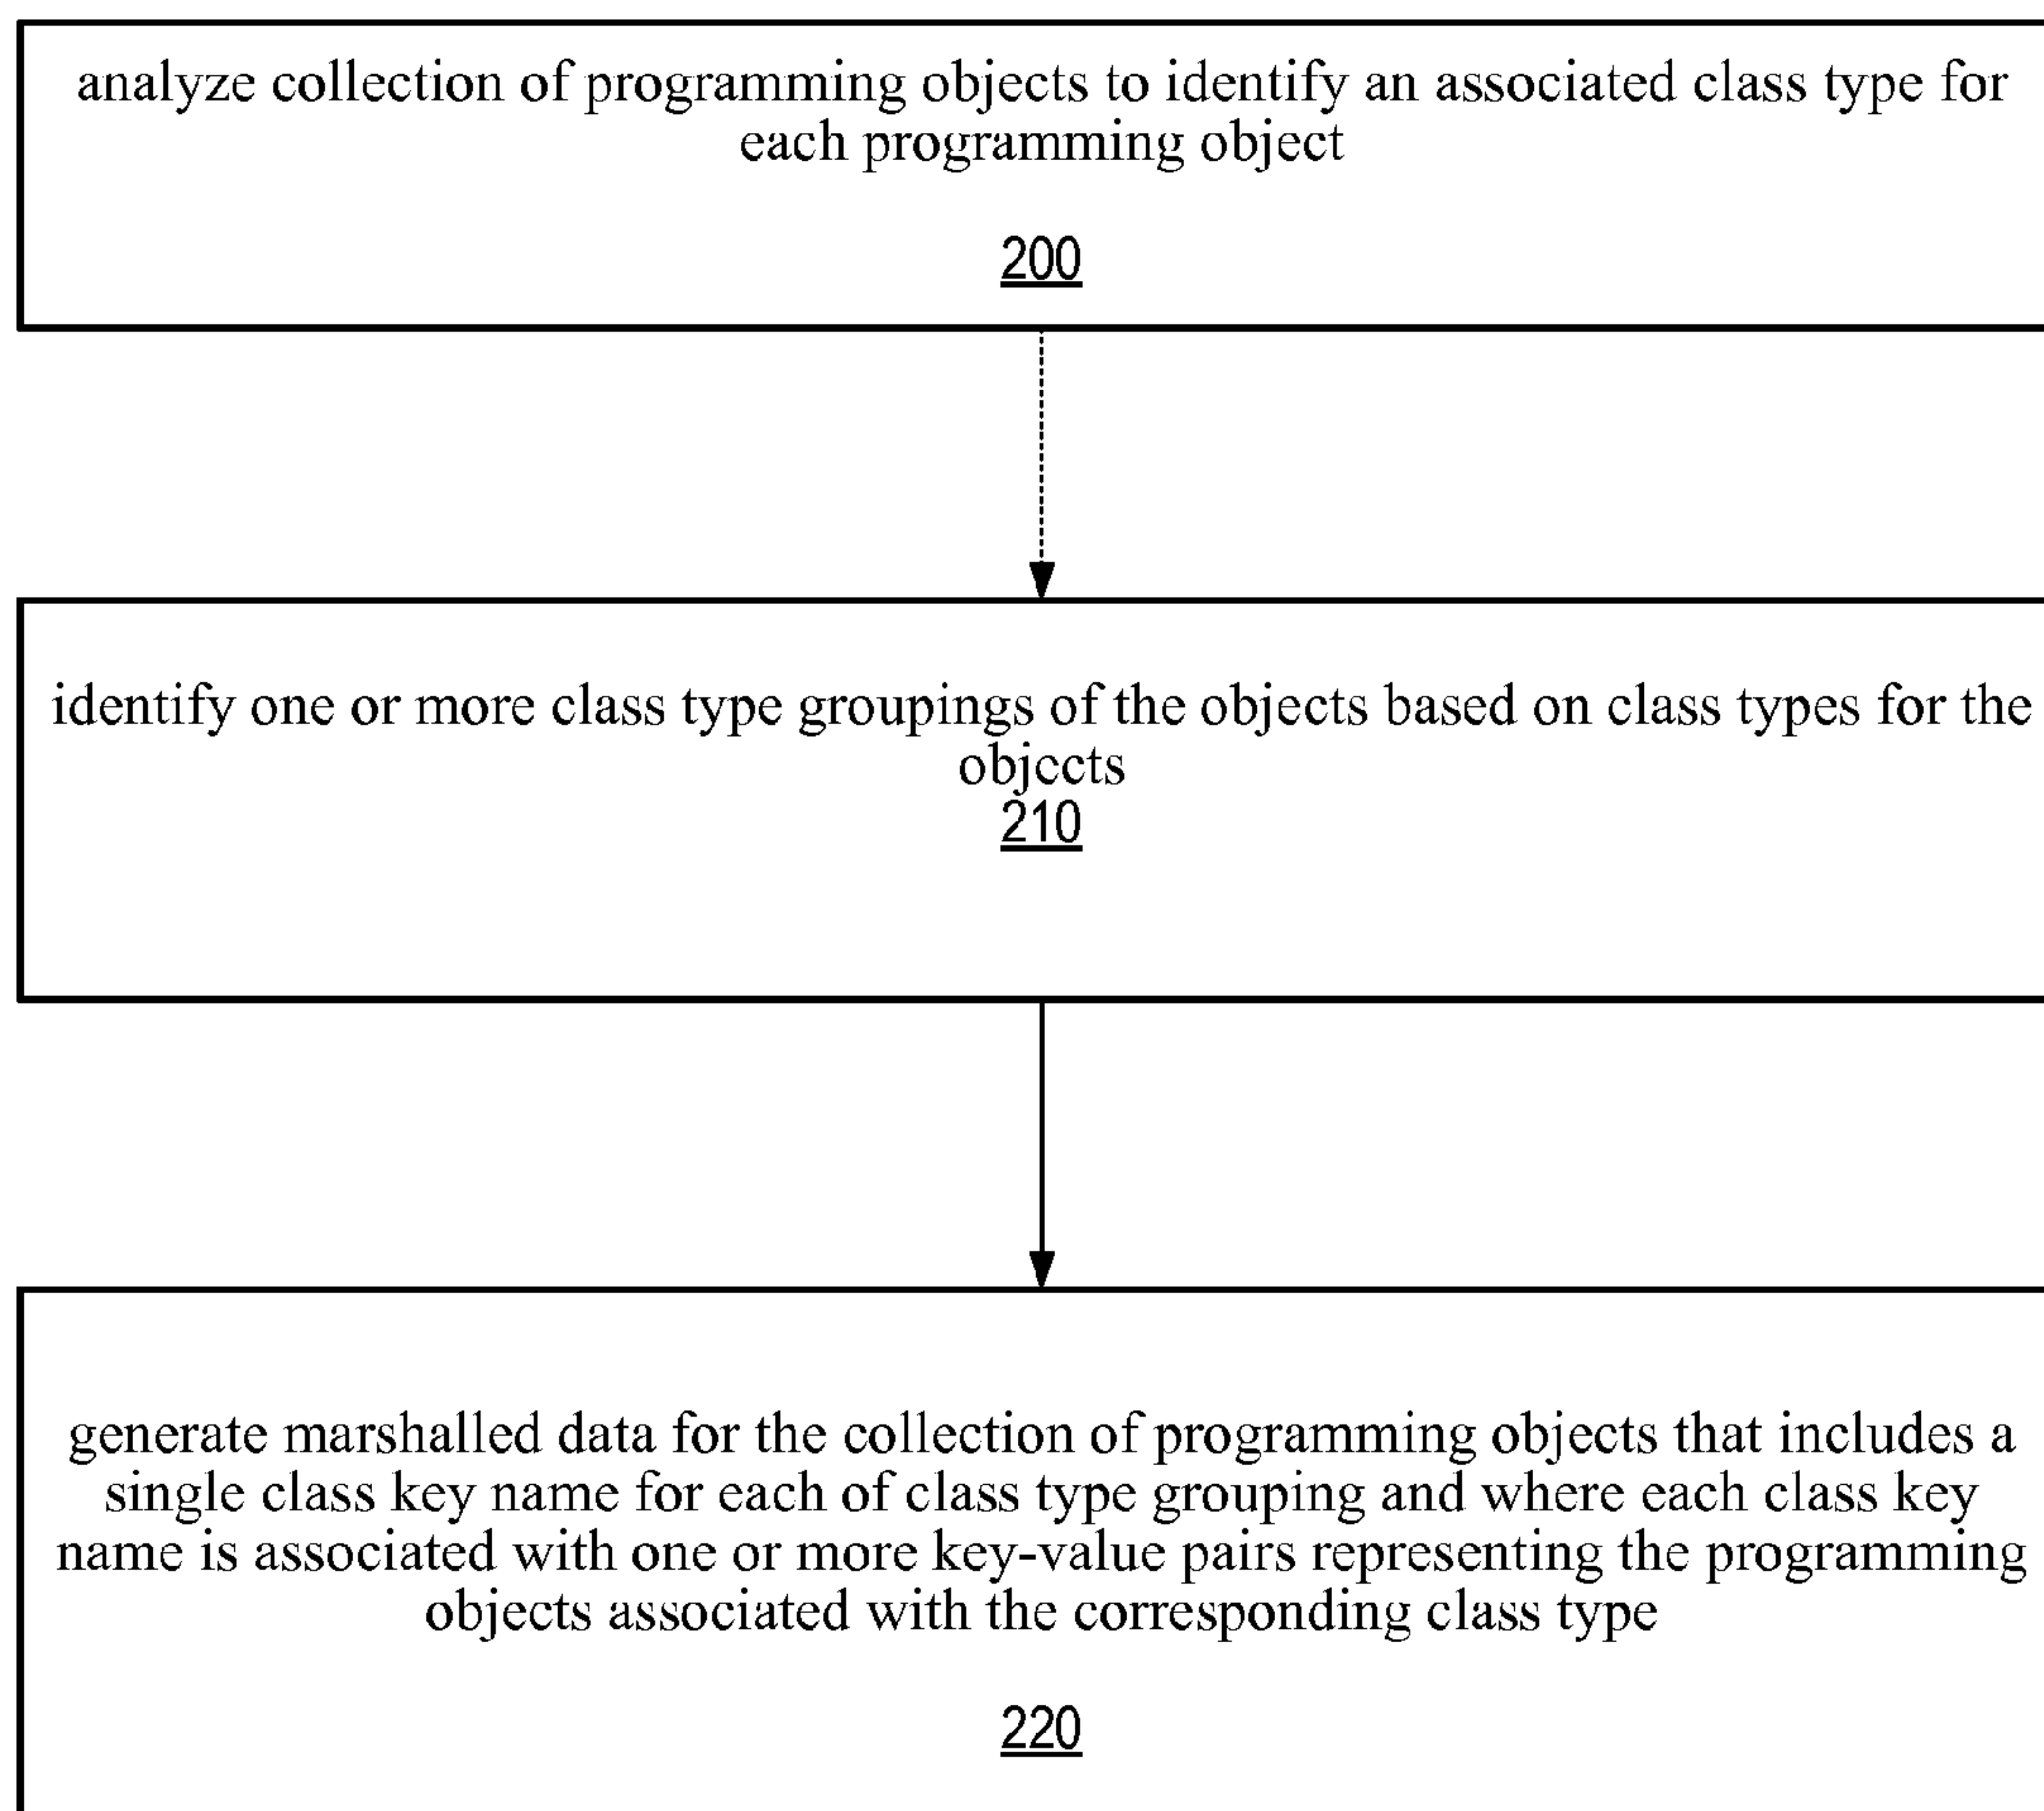 analyze collection of programming objects to identify an associated class type for
each programming object
200
identify one or more class type groupings of the objects based on class types for the
objects
210
generate marshalled data for the collection of programming objects that includes a
single class key name for each of class type grouping and where each class key
name is associated with one or more key-value pairs representing the programming
objects associated with the corresponding class type
220